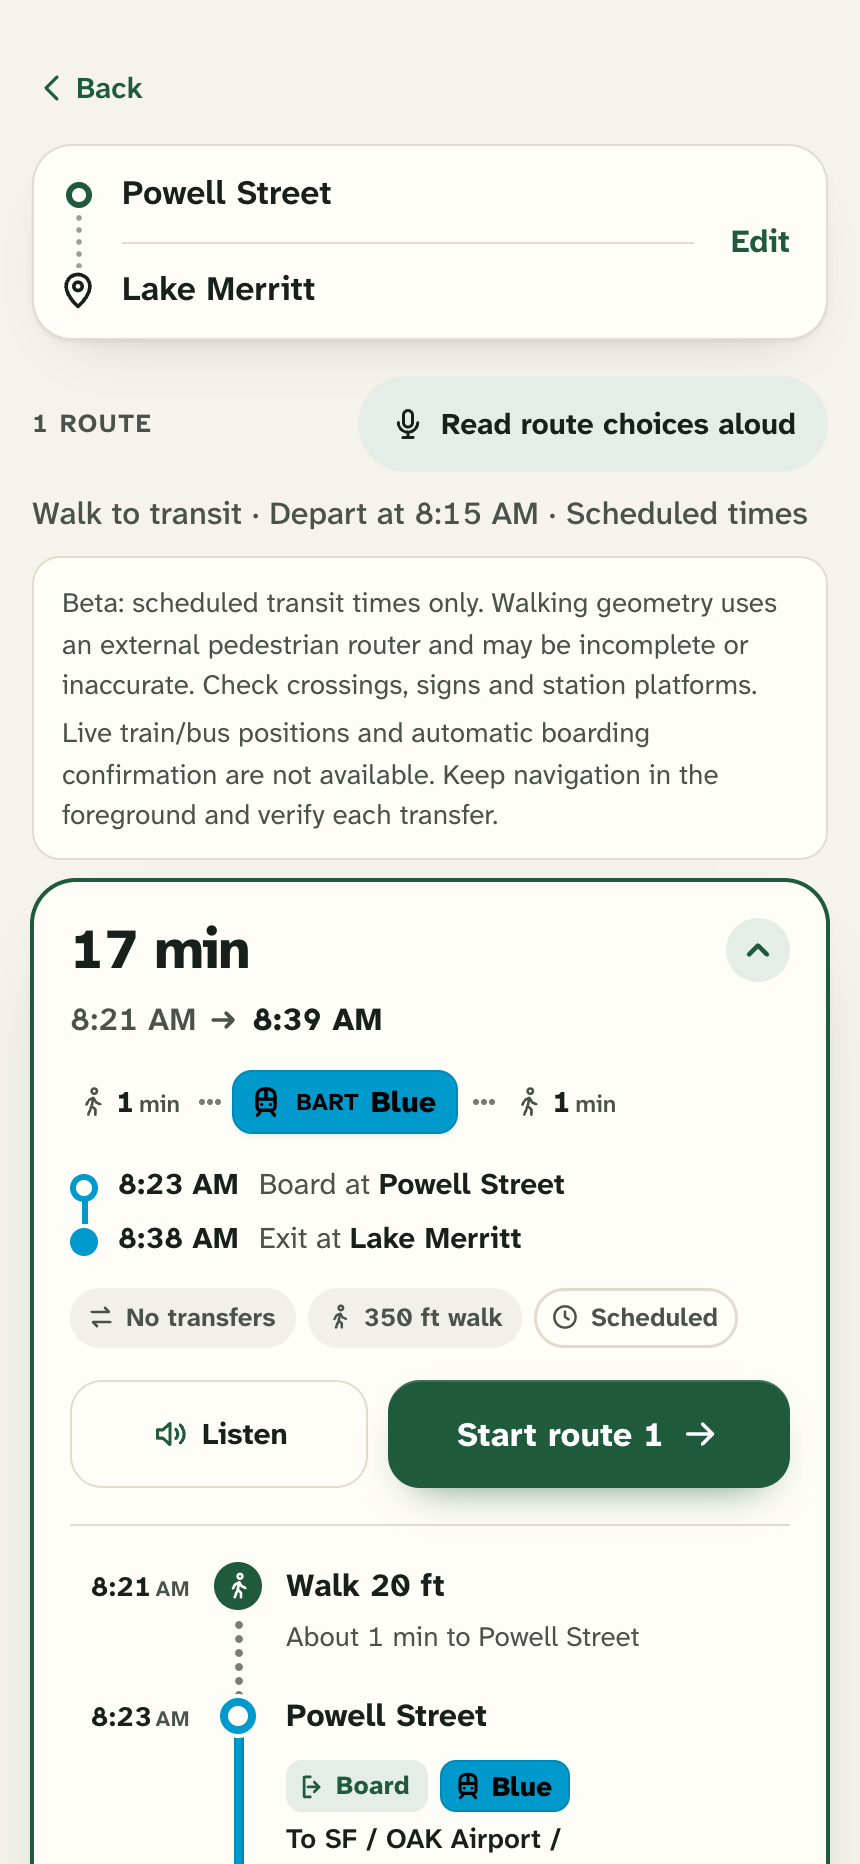 Back
Powell Street
Edit
Lake Merritt
1 ROUTE
Read route choices aloud
Walk to transit · Depart at 8:15 AM · Scheduled times
Beta: scheduled transit times only. Walking geometry uses
an external pedestrian router and may be incomplete or
inaccurate. Check crossings, signs and station platforms.
Live train/bus positions and automatic boarding
confirmation are not available. Keep navigation in the
foreground and verify each transfer.
17 min
8:21 AM → 8:39 AM
1 min ••• BART Blue ••• 1 min
8:23 AM Board at Powell Street
8:38 AM Exit at Lake Merritt
No transfers 350 ft walk Scheduled
Listen Start route 1 →
8:21 AM Walk 20 ft
About 1 min to Powell Street
8:23 AM Powell Street
Board Blue
To SF / OAK Airport /